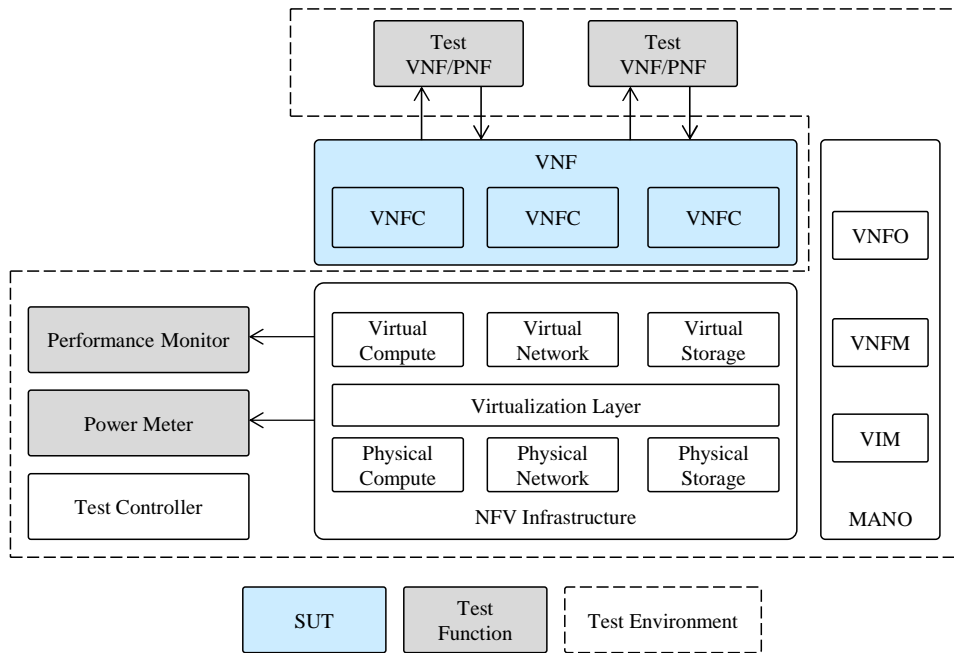 Test
VNF/PNF
Test
VNF/PNF
VNF
VNFC
VNFC
VNFC
VNFO
VNFM
VIM
MANO
Performance Monitor
Power Meter
Test Controller
Virtual
Compute
Virtual
Network
Virtual
Storage
Virtualization Layer
Physical
Compute
Physical
Network
Physical
Storage
NFV Infrastructure
SUT
Test
Function
Test Environment